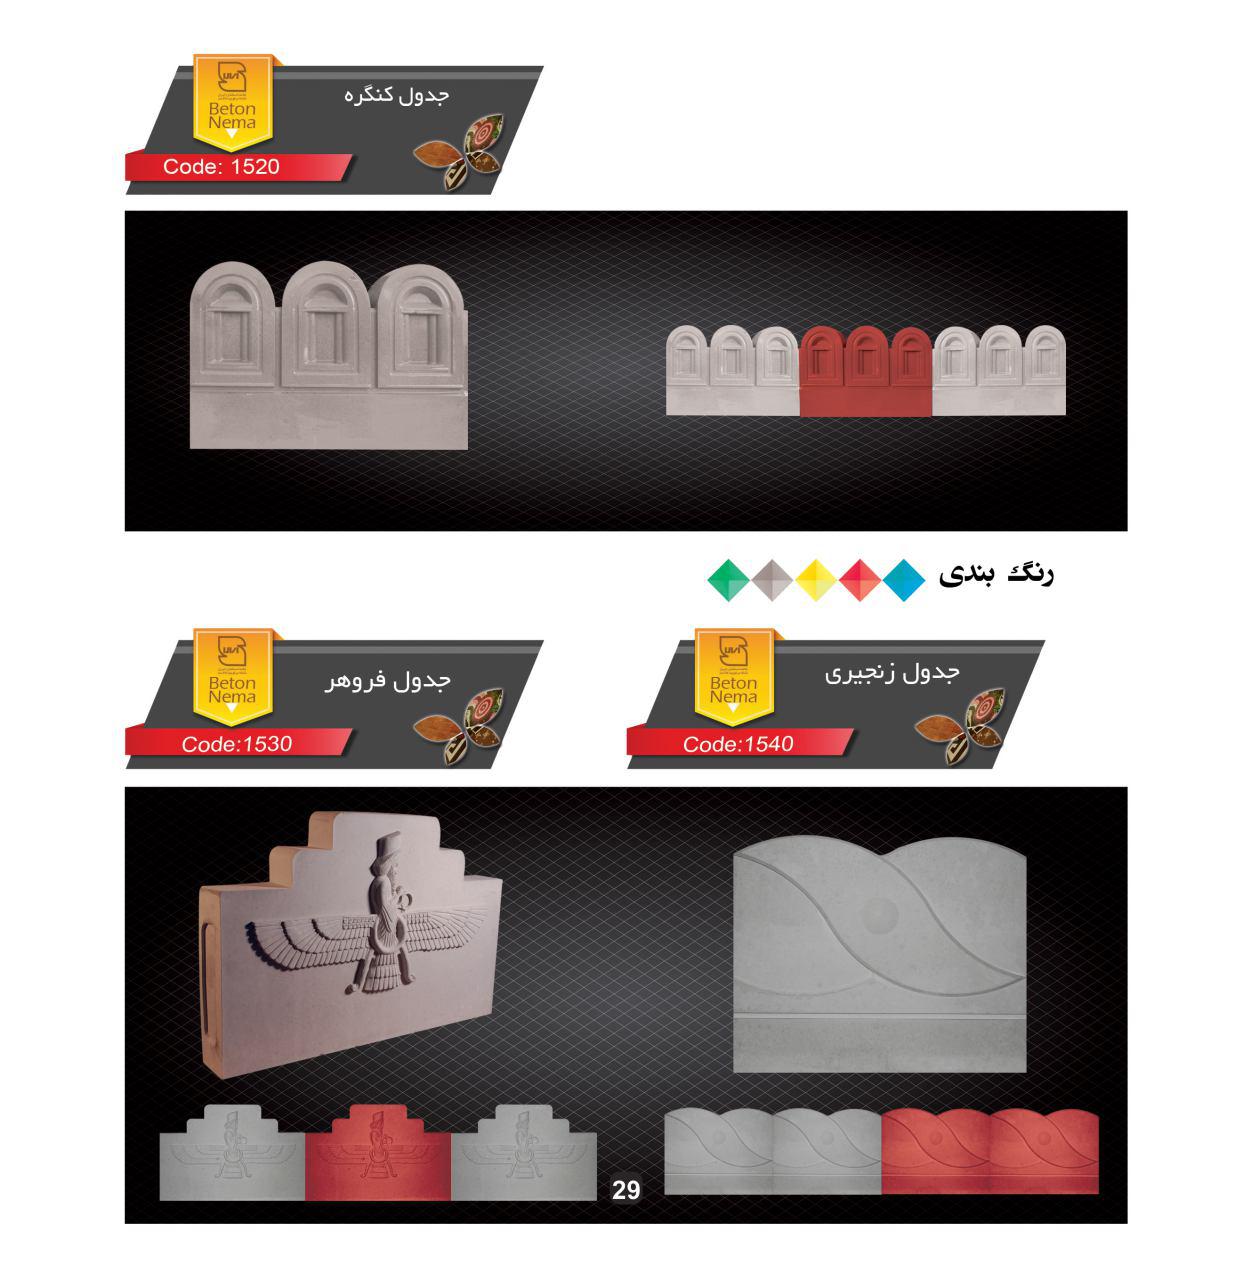 جدول کنگره
Beton
Nema
Code: 1520
رنگ بندی
جدول فروهر
Beton
Nema
Code:1530
جدول زنجیری
Beton
Nema
Code:1540
29